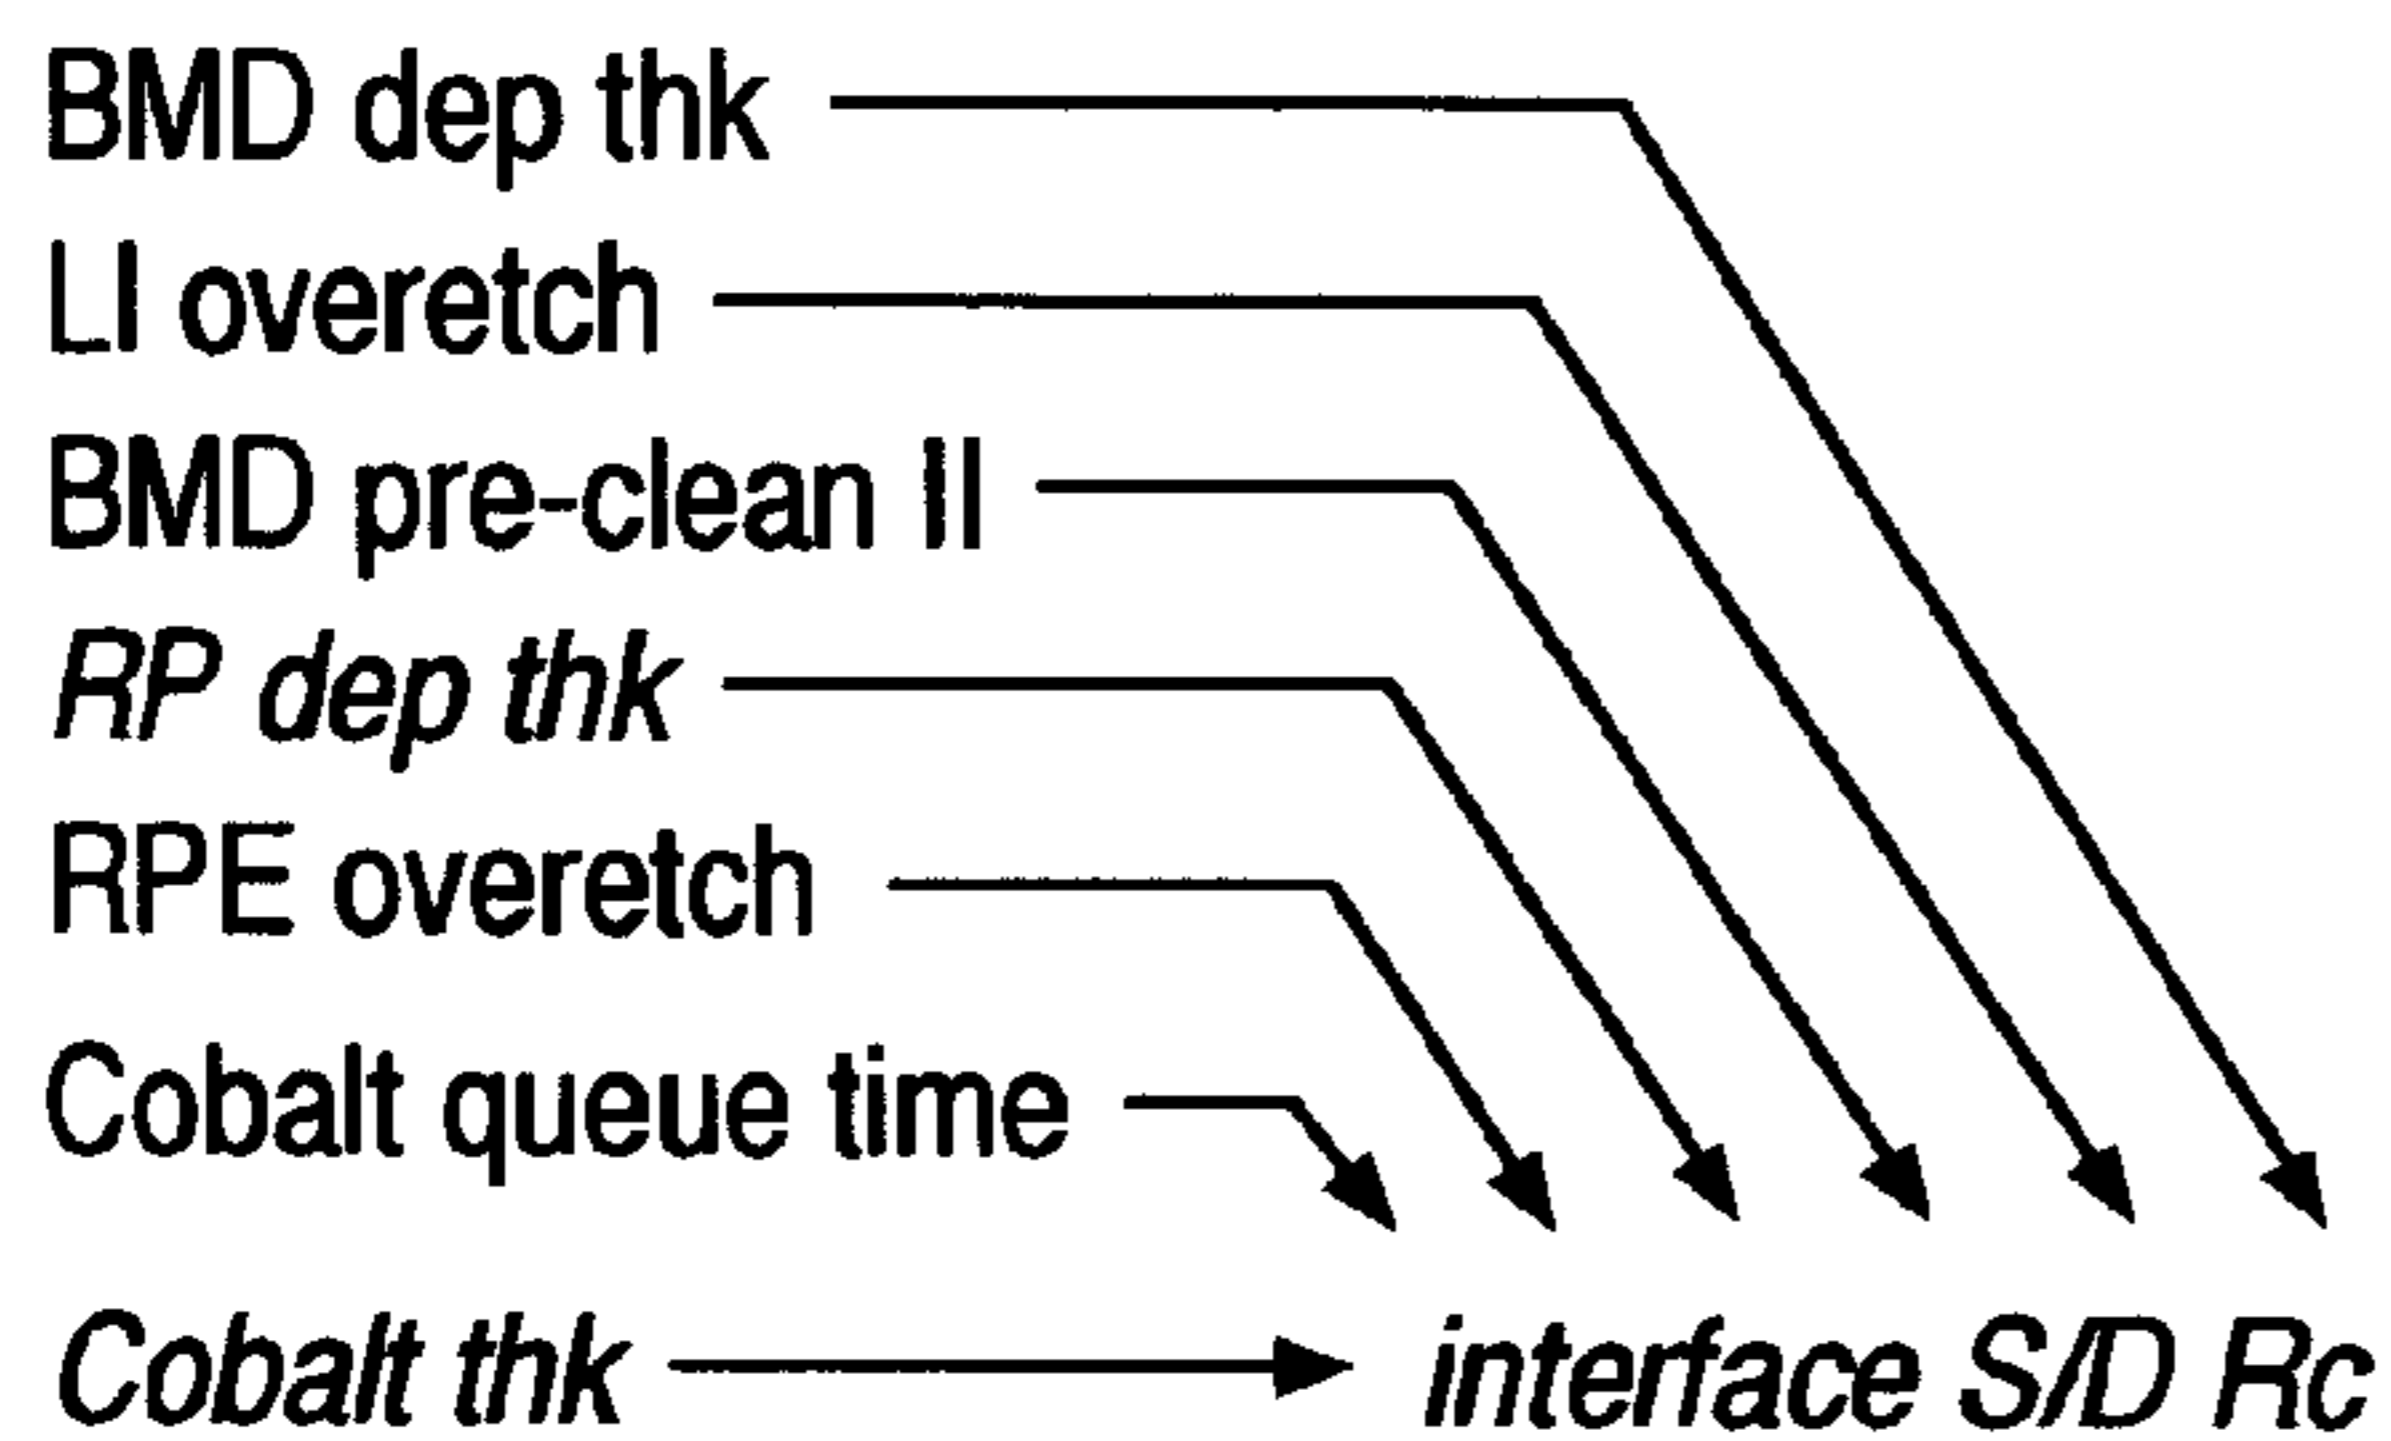 BMD dep thk
LI overetch
BMD pre-clean II
RP dep thk
RPE overetch
Cobalt queue time
Cobalt thk interface S/D Rc